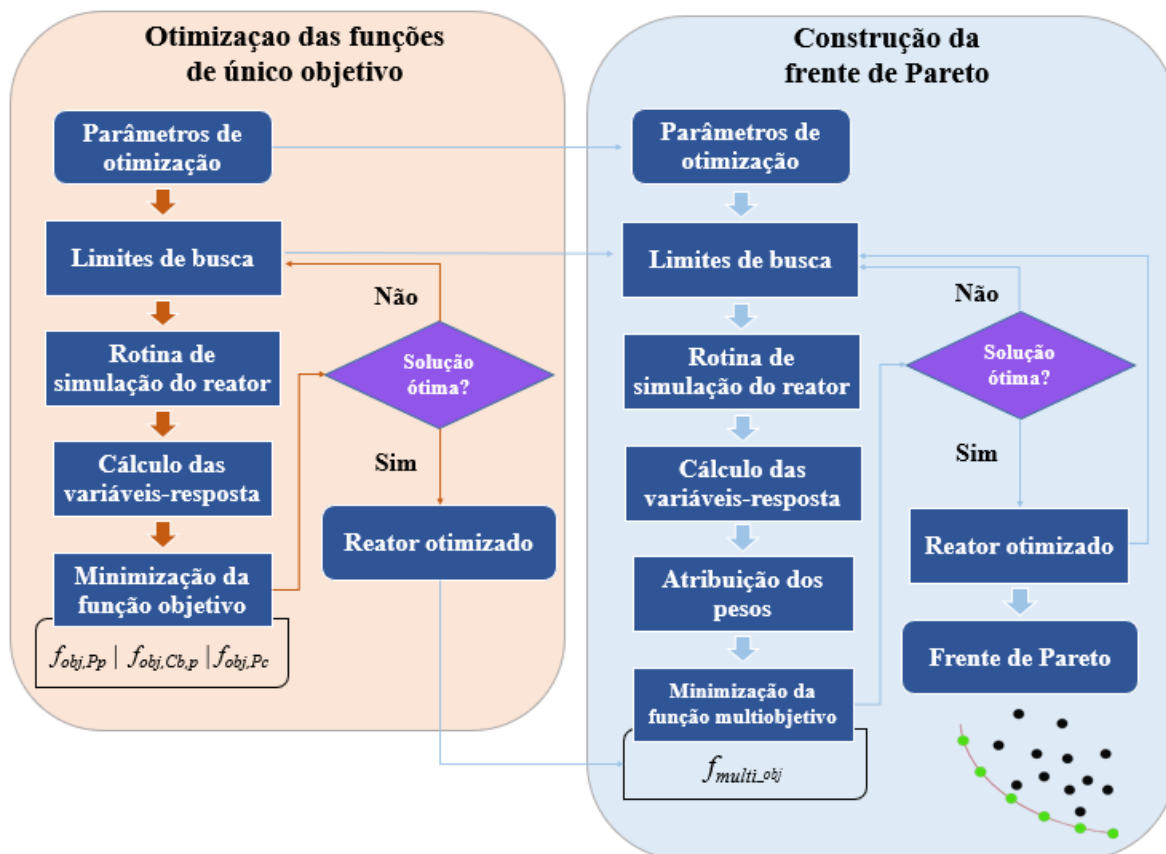 Otimizaçao das funções
de único objetivo
Parâmetros de
otimização
Limites de busca
Não
Rotina de
simulação do reator
Solução
ótima?
Cálculo das
variáveis-resposta
Sim
Reator otimizado
Minimização da
função objetivo
f_obj,Pp | f_obj,Cb,p | f_obj,Pc
Construção da
frente de Pareto
Parâmetros de
otimização
Limites de busca
Não
Rotina de
simulação do reator
Solução
ótima?
Cálculo das
variáveis-resposta
Sim
Reator otimizado
Atribuição dos
pesos
Frente de Pareto
Minimização da
função multiobjetivo
f_multi_obj